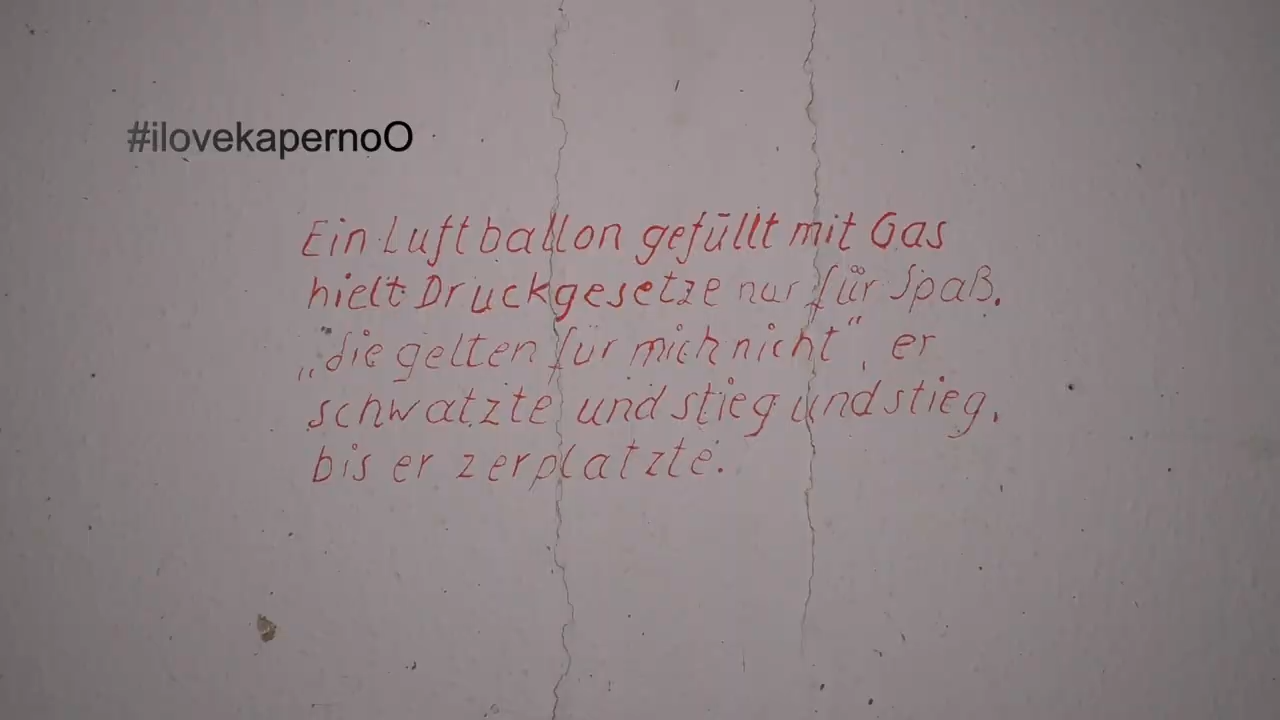 #ilovekapernoO
Ein Luftballon gefüllt mit Gas
hielt Druckgesetze nur für Spaß.
„die gelten für mich nicht“, er
schwatzte und stieg und stieg,
bis er zerplatzte.